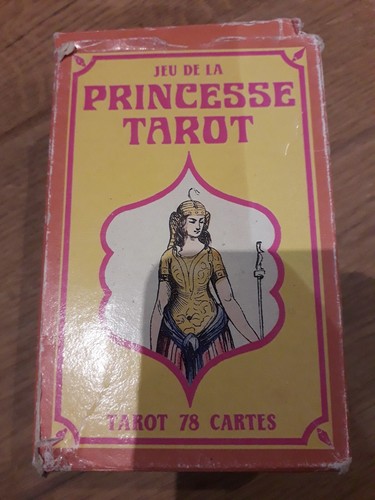 JEU DE LA
PRINCESSE
TAROT
TAROT 78 CARTES